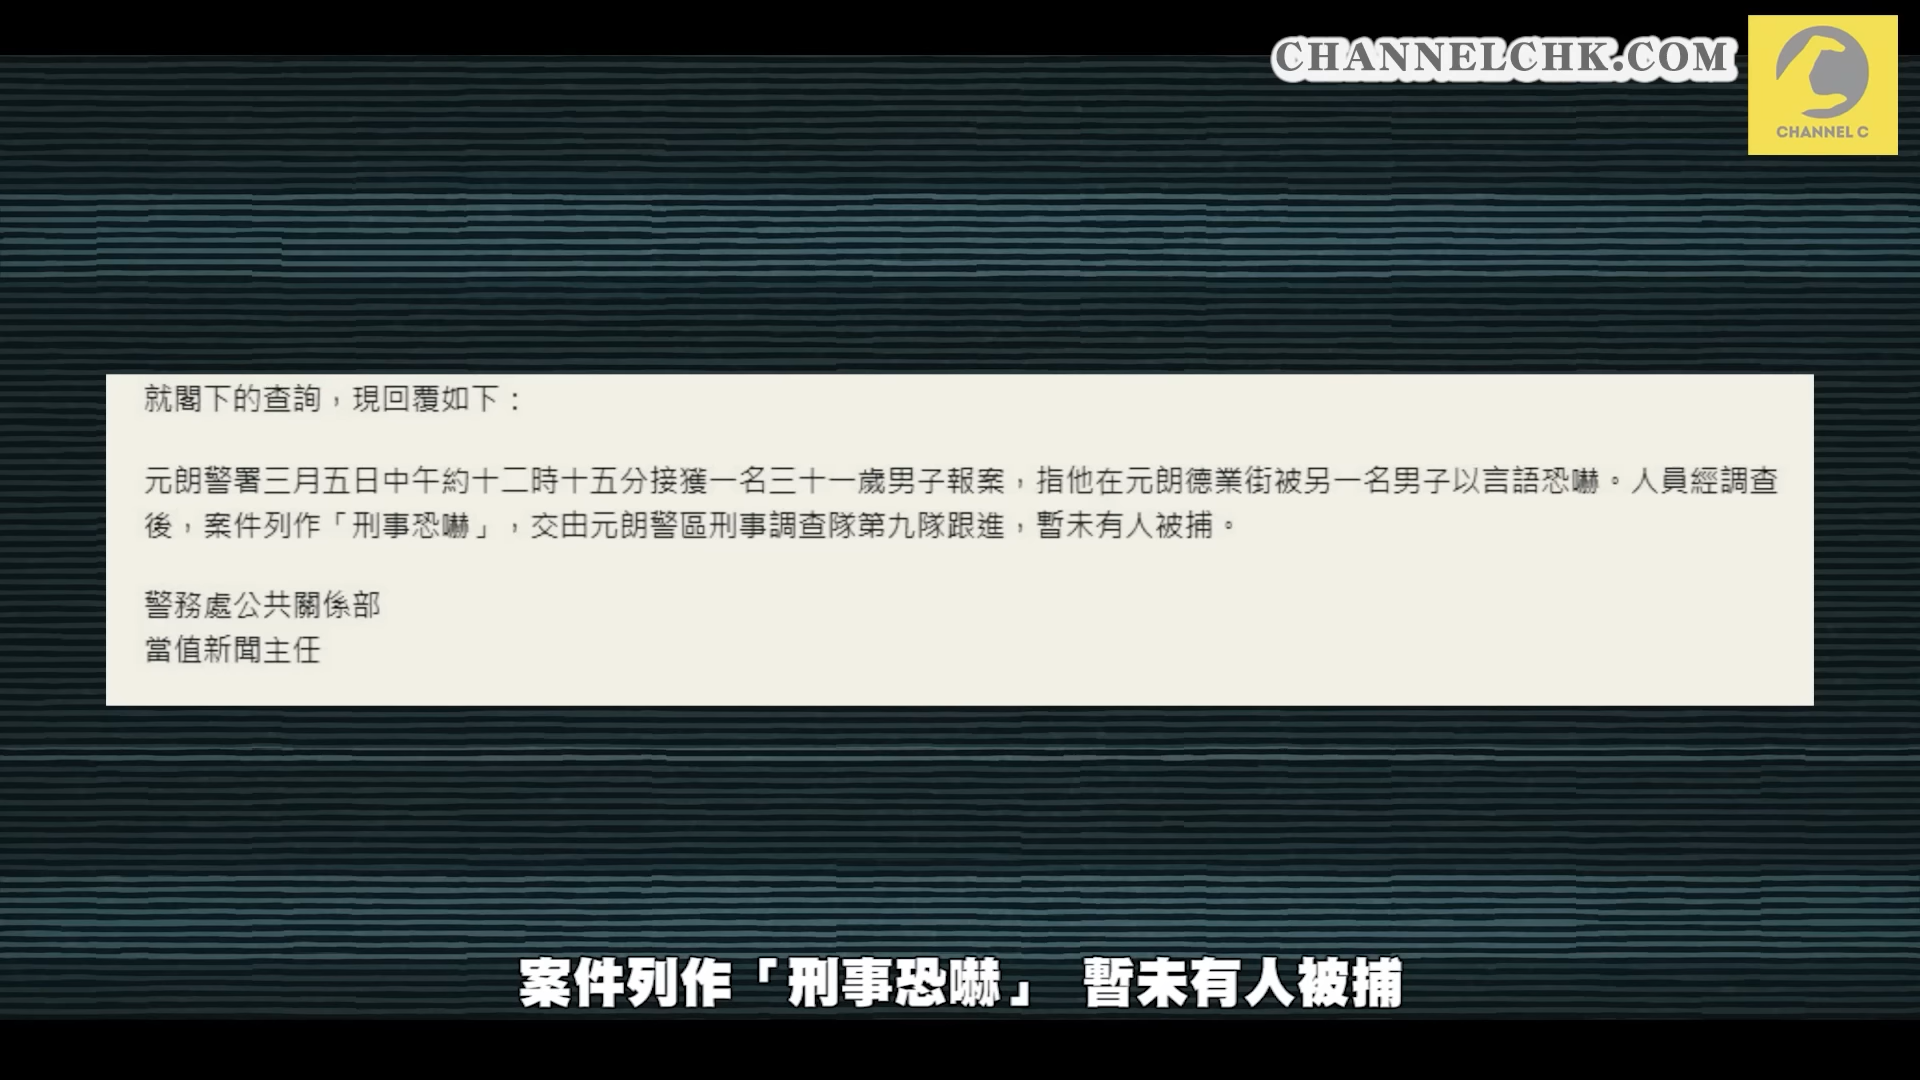 CHANNELCHK.COM
CHANNEL C
就閣下的查詢，現回覆如下：
元朗警署三月五日中午約十二時十五分接獲一名三十一歲男子報案，指他在元朗德業街被另一名男子以言語恐嚇。人員經調查
後，案件列作「刑事恐嚇」，交由元朗警區刑事調查隊第九隊跟進，暫未有人被捕。
警務處公共關係部
當值新聞主任
案件列作「刑事恐嚇」 暫未有人被捕